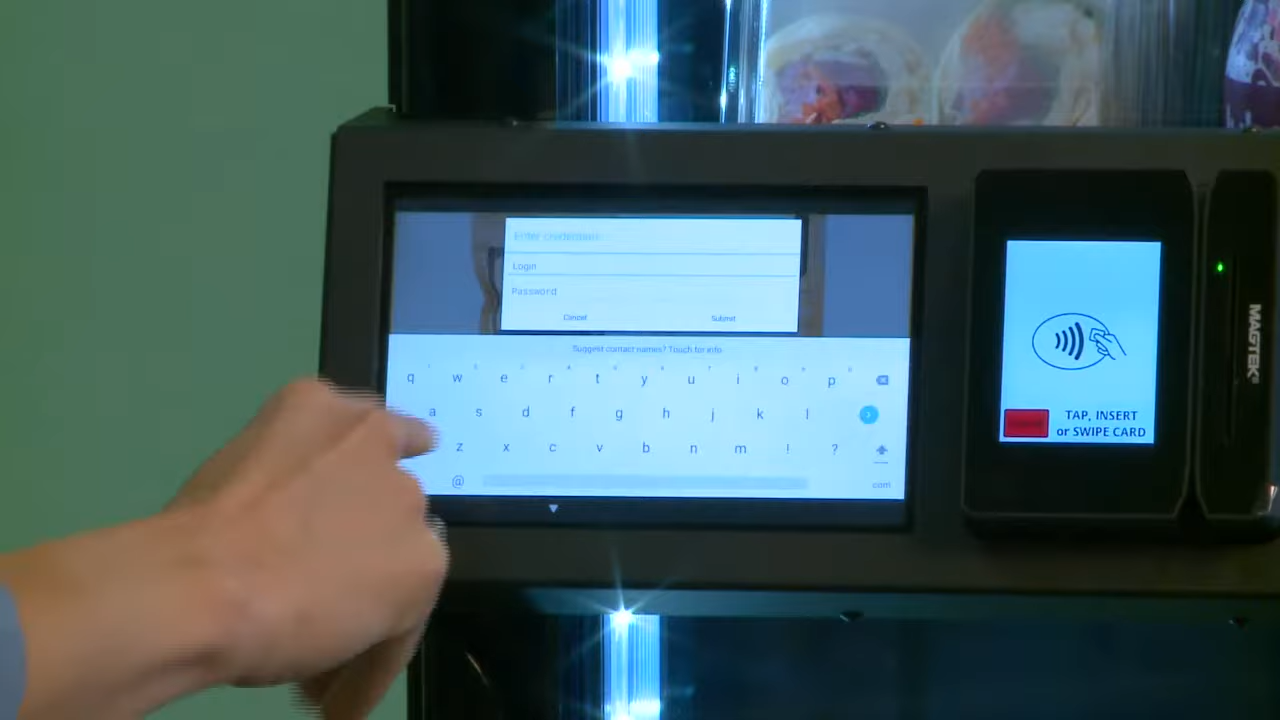 Enter credentials
Login
Password
Cancel Submit
Suggest contact names? Touch for info.
q w e r t y u i o p
a s d f g h j k l
z x c v b n m ! ?
@ com
TAP, INSERT
or SWIPE CARD
MAGTEK®